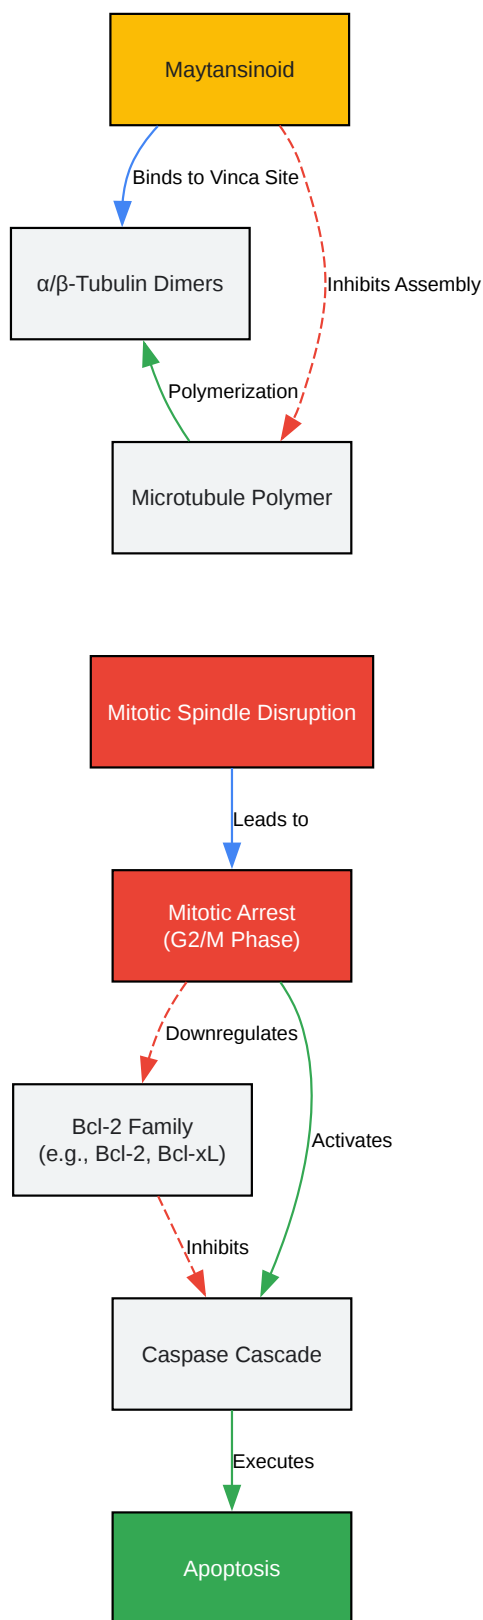 Maytansinoid
Binds to Vinca Site
α/β-Tubulin Dimers
Inhibits Assembly
Polymerization
Microtubule Polymer
Mitotic Spindle Disruption
Leads to
Mitotic Arrest
(G2/M Phase)
Downregulates
Bcl-2 Family
(e.g., Bcl-2, Bcl-xL)
Activates
Inhibits
Caspase Cascade
Executes
Apoptosis